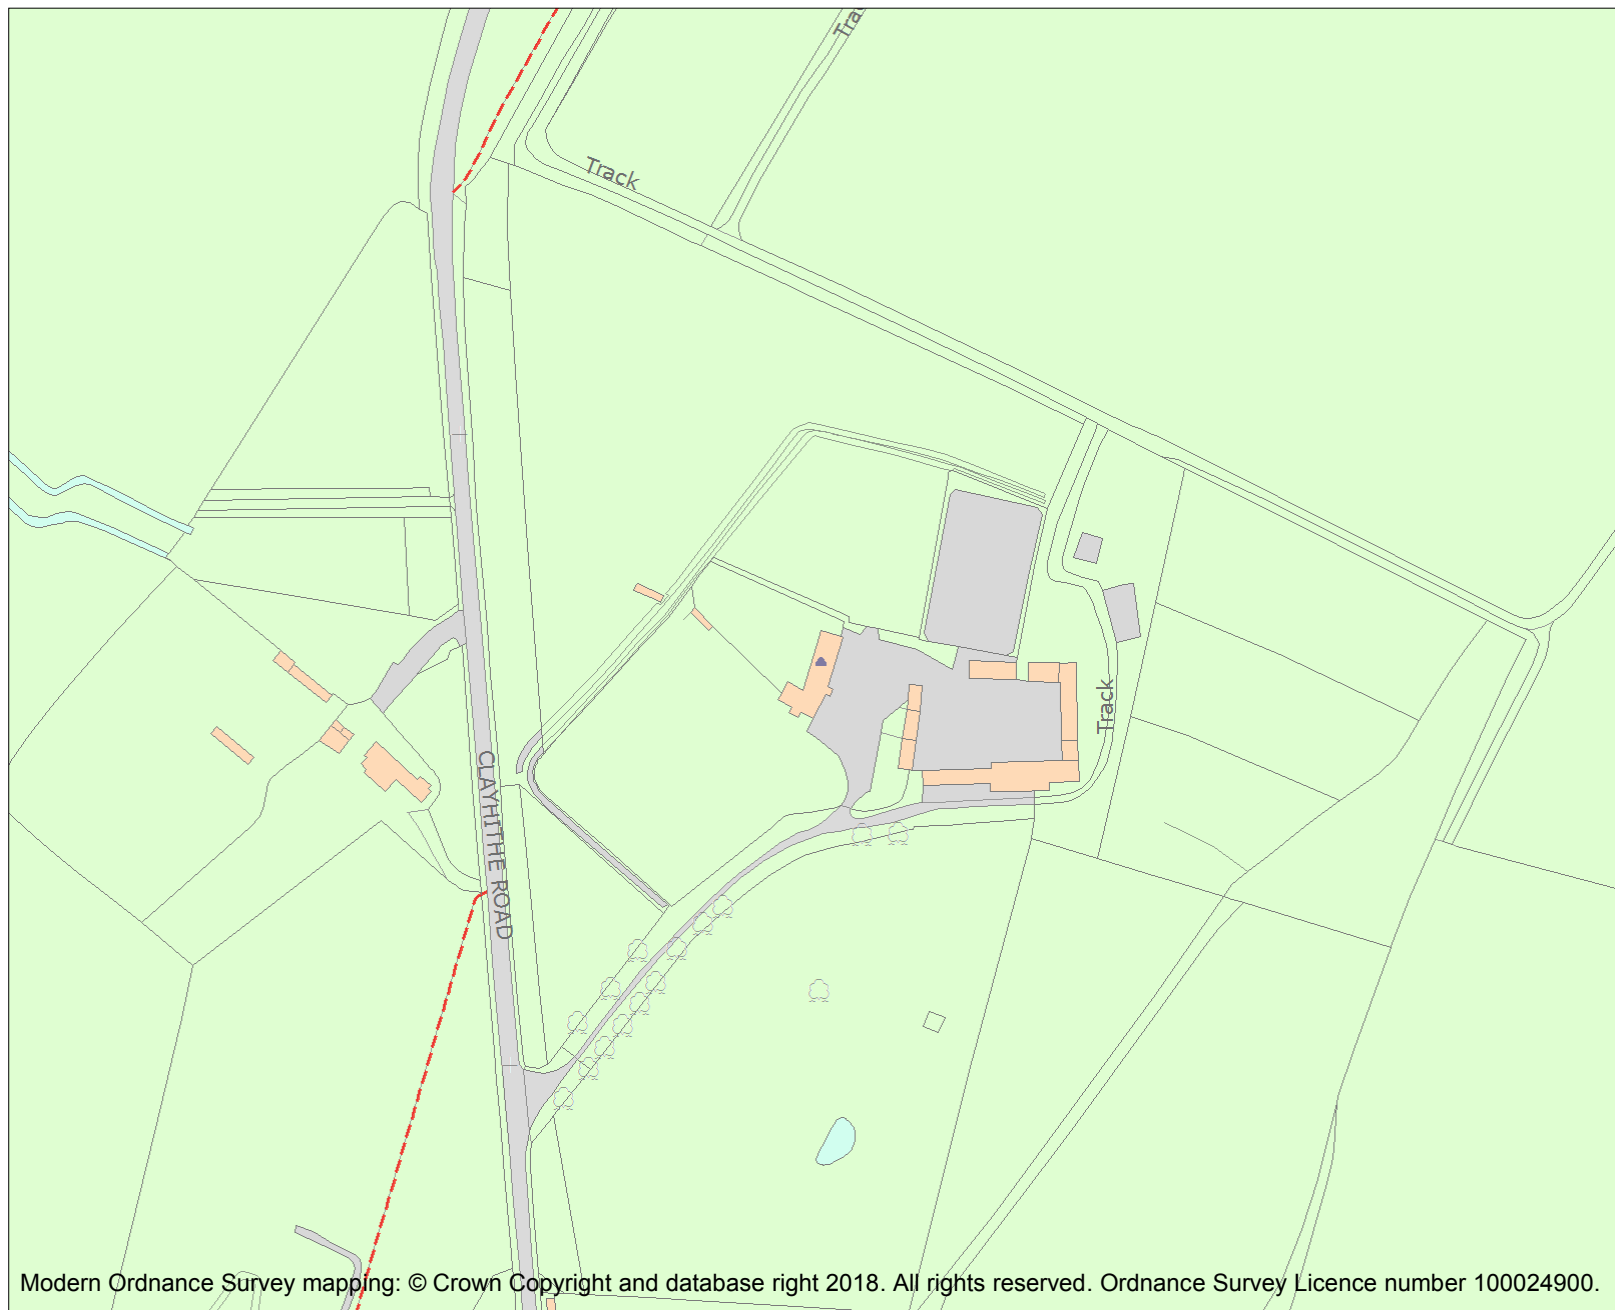 Tra
Track
Track
CLAYHITHE ROAD
Modern Ordnance Survey mapping: © Crown Copyright and database right 2018. All rights reserved. Ordnance Survey Licence number 100024900.